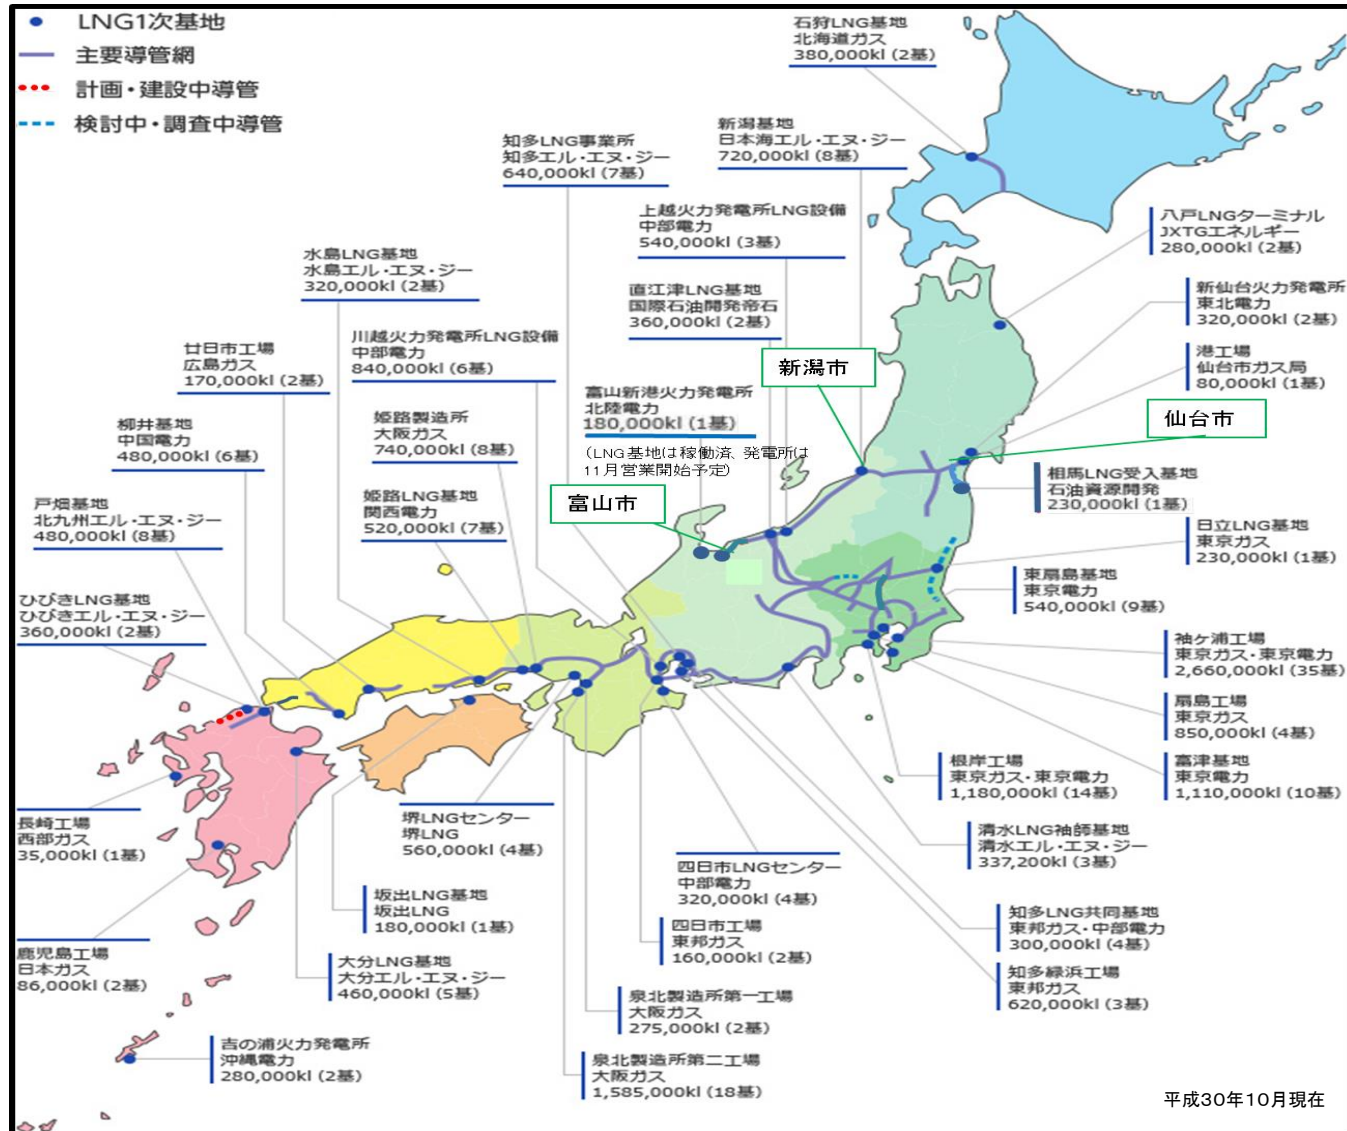 LNG1次基地
主要導管網
計画・建設中導管
検討中・調査中導管
石狩LNG基地
北海道ガス
380,000kl (2基)
知多LNG事業所
知多エル・エヌ・ジー
640,000kl (7基)
新潟基地
日本海エル・エヌ・ジー
720,000kl (8基)
上越火力発電所LNG設備
中部電力
540,000kl (3基)
八戸LNGターミナル
JXTGエネルギー
280,000kl (2基)
水島LNG基地
水島エル・エヌ・ジー
320,000kl (2基)
直江津LNG基地
国際石油開発帝石
360,000kl (2基)
新仙台火力発電所
東北電力
320,000kl (2基)
川越火力発電所LNG設備
中部電力
840,000kl (6基)
廿日市工場
広島ガス
170,000kl (2基)
新潟市
港工場
仙台市ガス局
80,000kl (1基)
富山新港火力発電所
北陸電力
180,000kl (1基)
(LNG基地は稼働済、発電所は
11月営業開始予定)
仙台市
柳井基地
中国電力
480,000kl (6基)
姫路製造所
大阪ガス
740,000kl (8基)
相馬LNG受入基地
石油資源開発
230,000kl (1基)
富山市
姫路LNG基地
関西電力
520,000kl (7基)
戸畑基地
北九州エル・エヌ・ジー
480,000kl (8基)
日立LNG基地
東京ガス
230,000kl (1基)
東扇島基地
東京電力
540,000kl (9基)
ひびきLNG基地
ひびきエル・エヌ・ジー
360,000kl (2基)
袖ケ浦工場
東京ガス・東京電力
2,660,000kl (35基)
扇島工場
東京ガス
850,000kl (4基)
根岸工場
東京ガス・東京電力
1,180,000kl (14基)
富津基地
東京電力
1,110,000kl (10基)
長崎工場
西部ガス
35,000kl (1基)
堺LNGセンター
堺LNG
560,000kl (4基)
清水LNG袖師基地
清水エル・エヌ・ジー
337,200kl (3基)
四日市LNGセンター
中部電力
320,000kl (4基)
坂出LNG基地
坂出LNG
180,000kl (1基)
知多LNG共同基地
東邦ガス・中部電力
300,000kl (4基)
四日市工場
東邦ガス
160,000kl (2基)
鹿児島工場
日本ガス
86,000kl (2基)
大分LNG基地
大分エル・エヌ・ジー
460,000kl (5基)
知多緑浜工場
東邦ガス
620,000kl (3基)
泉北製造所第一工場
大阪ガス
275,000kl (2基)
吉の浦火力発電所
沖縄電力
280,000kl (2基)
泉北製造所第二工場
大阪ガス
1,585,000kl (18基)
平成30年10月現在